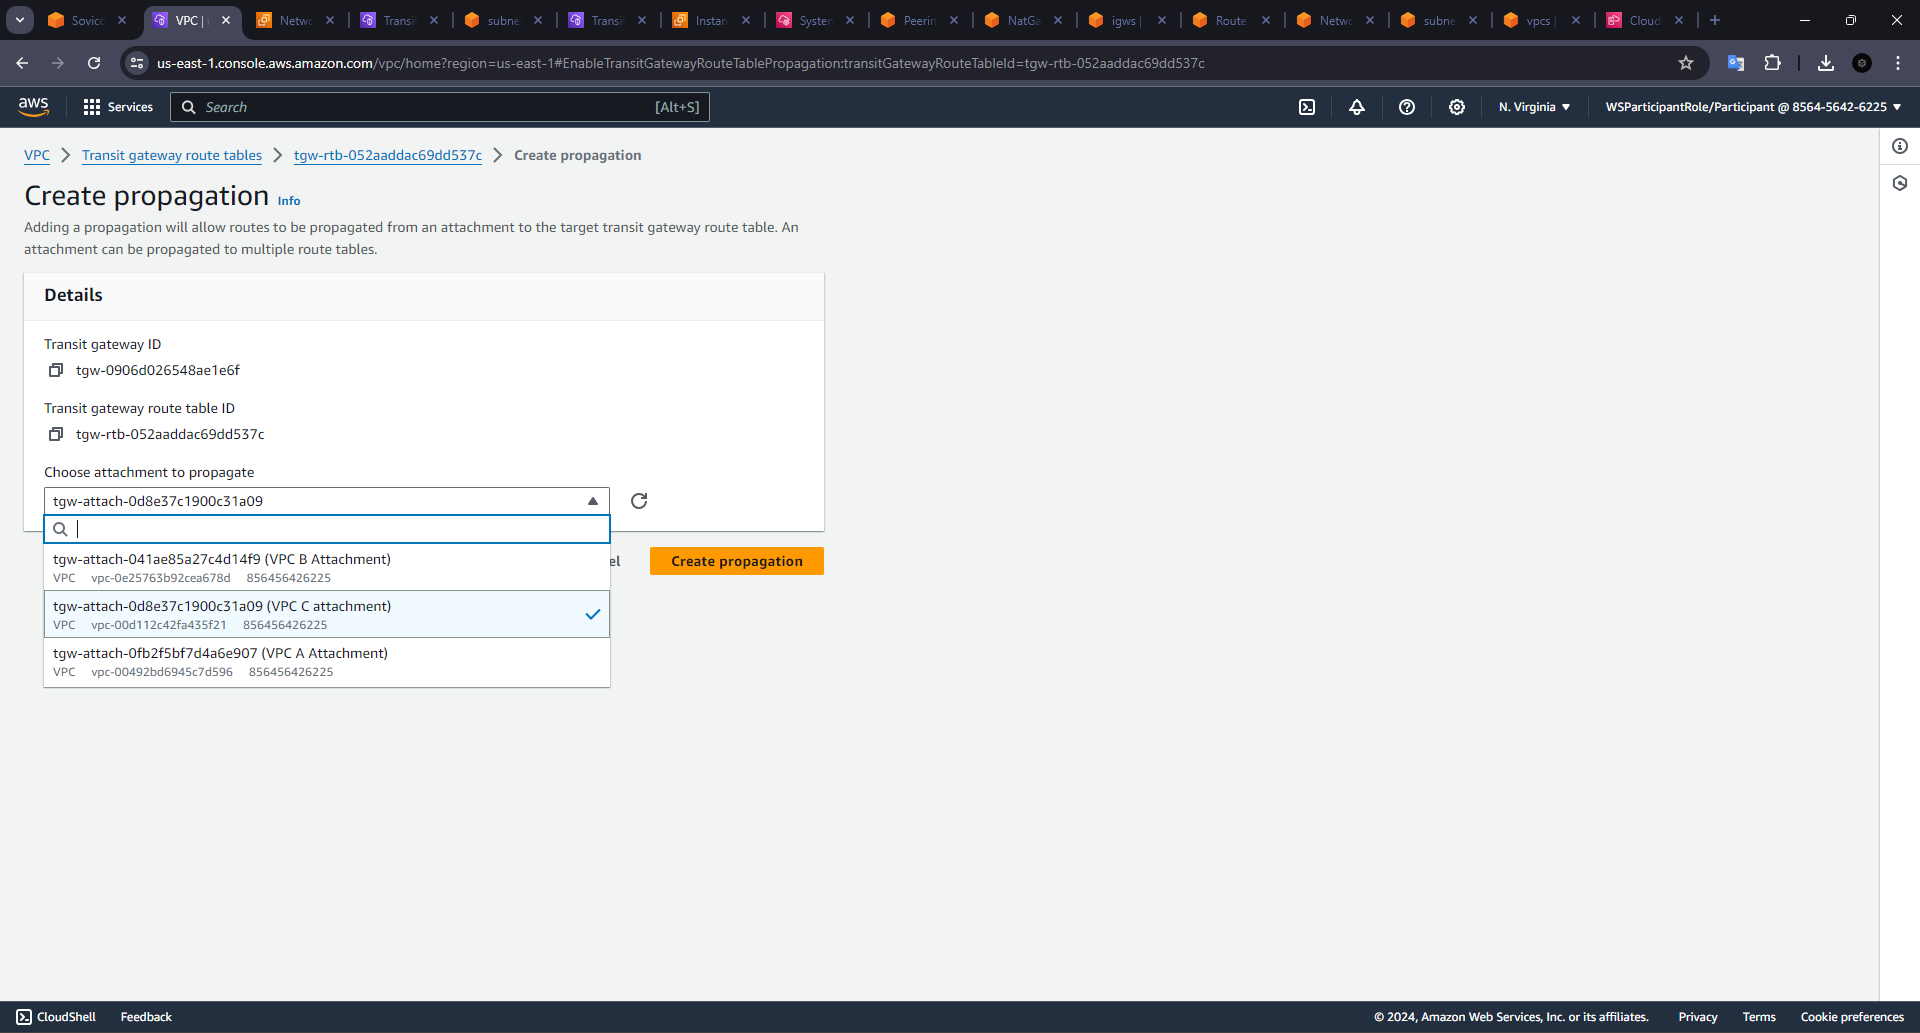 Sovico
VPC |
Netwo
Transit
subne
Transit
Instan
System
Peerin
NatGa
igws |
Route
Netwo
subne
vpcs |
Cloud
us-east-1.console.aws.amazon.com/vpc/home?region=us-east-1#EnableTransitGatewayRouteTablePropagation:transitGatewayRouteTableId=tgw-rtb-052aaddac69dd537c
aws
Services
Search
[Alt+S]
N. Virginia
WSParticipantRole/Participant @ 8564-5642-6225
VPC
Transit gateway route tables
tgw-rtb-052aaddac69dd537c
Create propagation
Create propagation Info
Adding a propagation will allow routes to be propagated from an attachment to the target transit gateway route table. An
attachment can be propagated to multiple route tables.
Details
Transit gateway ID
tgw-0906d026548ae1e6f
Transit gateway route table ID
tgw-rtb-052aaddac69dd537c
Choose attachment to propagate
tgw-attach-0d8e37c1900c31a09
tgw-attach-041ae85a27c4d14f9 (VPC B Attachment)
VPC vpc-0e25763b92cea678d 856456426225
el
Create propagation
tgw-attach-0d8e37c1900c31a09 (VPC C attachment)
VPC vpc-00d112c42fa435f21 856456426225
tgw-attach-0fb2f5bf7d4a6e907 (VPC A Attachment)
VPC vpc-00492bd6945c7d596 856456426225
CloudShell
Feedback
© 2024, Amazon Web Services, Inc. or its affiliates.
Privacy
Terms
Cookie preferences